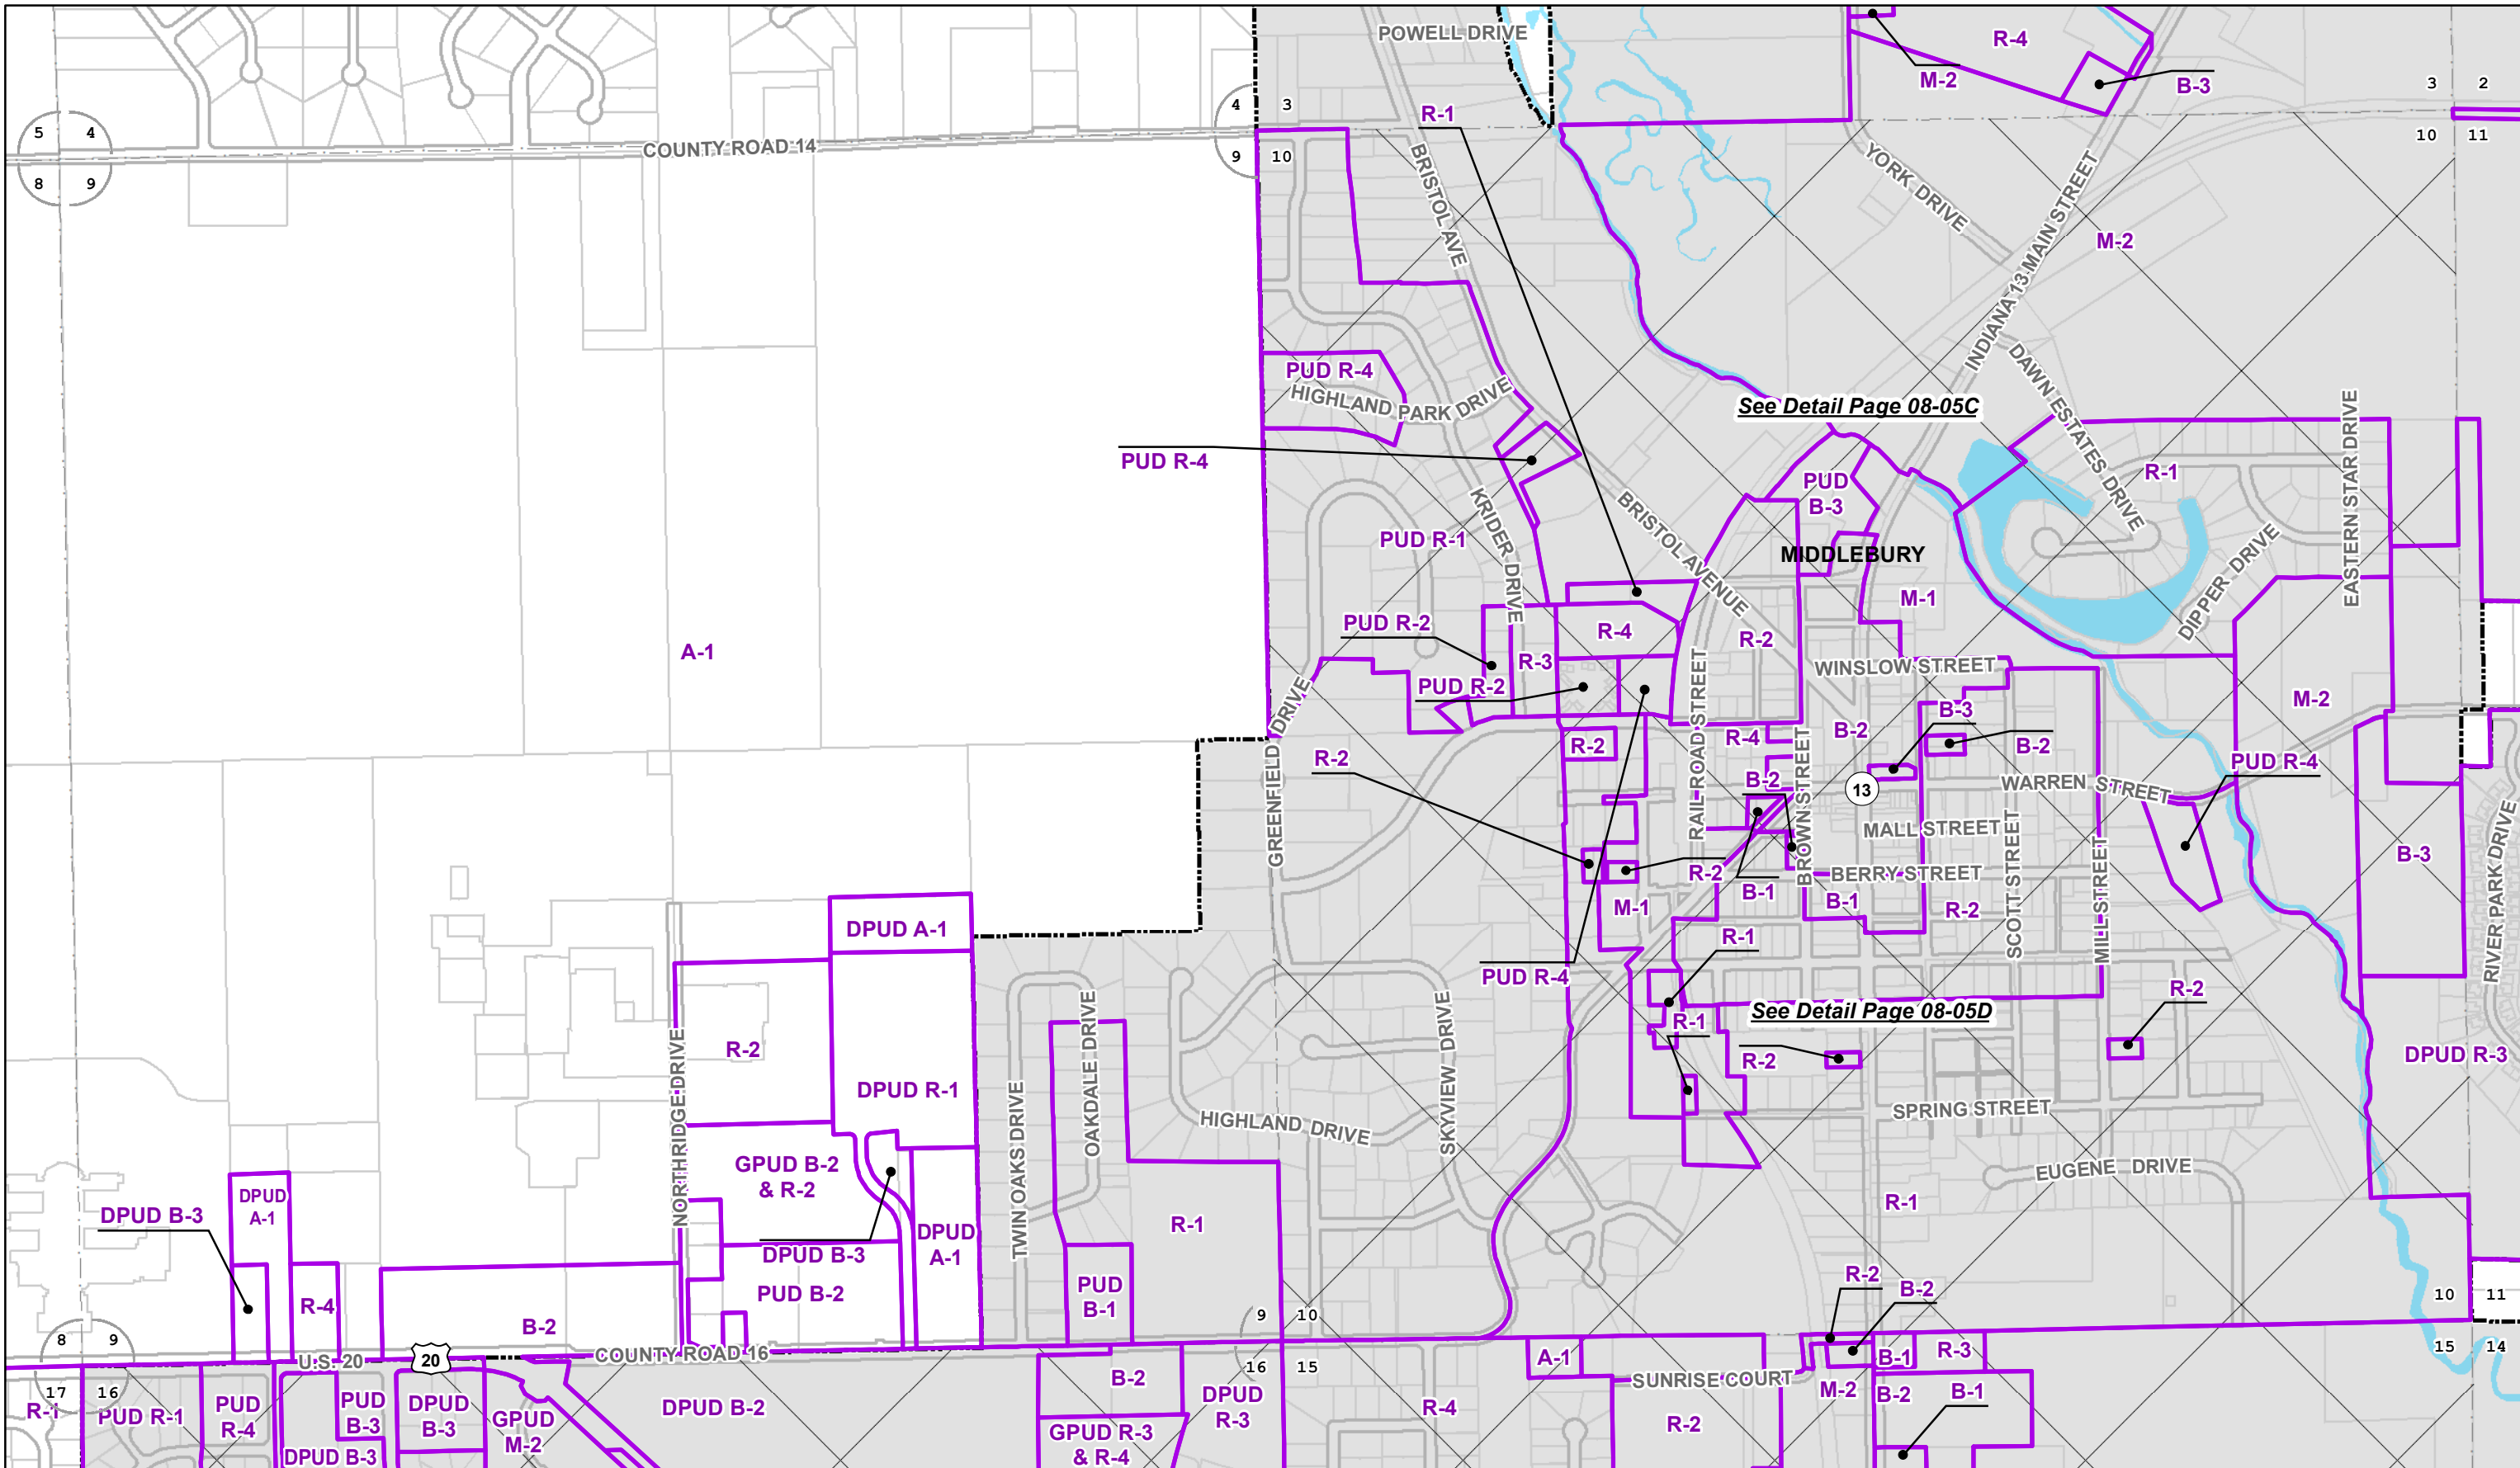 POWELL DRIVE
R-4
M-2
B-3
3
2
10
11
4
3
9
10
5
4
8
9
COUNTY ROAD 14
R-1
BRISTOL AVE
YORK DRIVE
INDIANA 13 MAIN STREET
M-2
PUD R-4
HIGHLAND PARK DRIVE
See Detail Page 08-05C
DAWN ESTATES DRIVE
EASTERN STAR DRIVE
PUD R-4
R-1
PUD
B-3
KRIDER DRIVE
BRISTOL AVENUE
PUD R-1
MIDDLEBURY
DIPPER DRIVE
M-1
PUD R-2
R-4
R-2
A-1
R-3
WINSLOW STREET
PUD R-2
M-2
GREENFIELD DRIVE
RAIL ROAD STREET
B-3
R-2
R-4
B-2
B-2
R-2
PUD R-4
B-2
BROWN STREET
13
WARREN STREET
MALL STREET
SCOTT STREET
MILL STREET
RIVER PARK DRIVE
B-3
R-2
BERRY STREET
B-1
B-1
M-1
R-2
DPUD A-1
R-1
PUD R-4
R-2
See Detail Page 08-05D
R-1
R-2
DPUD R-3
OAKDALE DRIVE
SKYVIEW DRIVE
R-2
NORTHRIDGE DRIVE
DPUD R-1
TWIN OAKS DRIVE
HIGHLAND DRIVE
SPRING STREET
EUGENE DRIVE
GPUD B-2
& R-2
R-1
DPUD
A-1
DPUD B-3
R-1
DPUD
A-1
DPUD B-3
PUD B-2
PUD
B-1
R-2
B-2
R-4
B-2
9
10
10
11
8
9
U.S. 20
20
COUNTY ROAD 16
16
15
15
14
17
16
R-1
PUD R-1
PUD
R-4
PUD
B-3
DPUD B-3
DPUD
B-3
GPUD
M-2
DPUD B-2
B-2
GPUD R-3
& R-4
DPUD
R-3
R-4
A-1
SUNRISE COURT
R-2
M-2
B-1
R-3
B-2
B-1